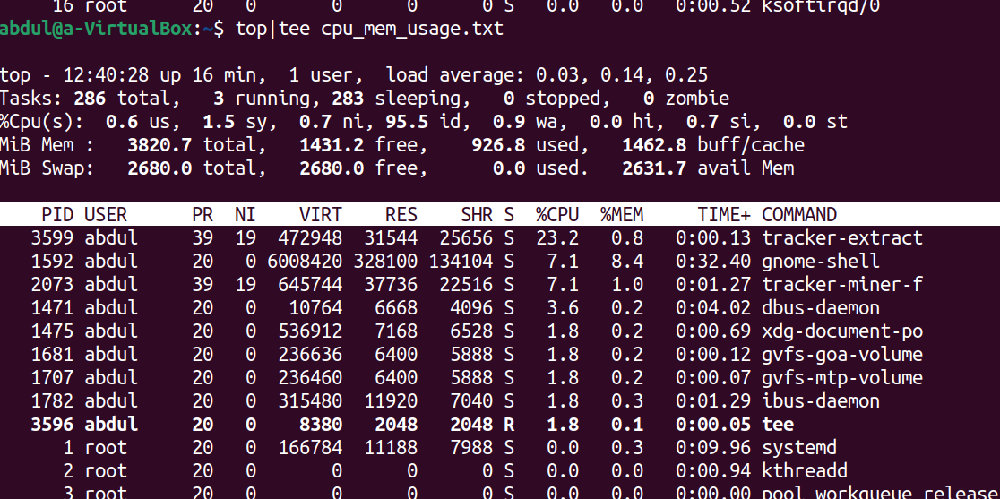 16 root 20 0 0 0 0 S 0.0 0.0 0:00.52 ksoftirqd/0
abdul@a-VirtualBox:~$ top|tee cpu_mem_usage.txt
top - 12:40:28 up 16 min, 1 user, load average: 0.03, 0.14, 0.25
Tasks: 286 total, 3 running, 283 sleeping, 0 stopped, 0 zombie
%Cpu(s): 0.6 us, 1.5 sy, 0.7 ni, 95.5 id, 0.9 wa, 0.0 hi, 0.7 si, 0.0 st
MiB Mem : 3820.7 total, 1431.2 free, 926.8 used, 1462.8 buff/cache
MiB Swap: 2680.0 total, 2680.0 free, 0.0 used. 2631.7 avail Mem
PID USER PR NI VIRT RES SHR S %CPU %MEM TIME+ COMMAND
3599 abdul 39 19 472948 31544 25656 S 23.2 0.8 0:00.13 tracker-extract
1592 abdul 20 0 6008420 328100 134104 S 7.1 8.4 0:32.40 gnome-shell
2073 abdul 39 19 645744 37736 22516 S 7.1 1.0 0:01.27 tracker-miner-f
1471 abdul 20 0 10764 6668 4096 S 3.6 0.2 0:04.02 dbus-daemon
1475 abdul 20 0 536912 7168 6528 S 1.8 0.2 0:00.69 xdg-document-po
1681 abdul 20 0 236636 6400 5888 S 1.8 0.2 0:00.12 gvfs-goa-volume
1707 abdul 20 0 236460 6400 5888 S 1.8 0.2 0:00.07 gvfs-mtp-volume
1782 abdul 20 0 315480 11920 7040 S 1.8 0.3 0:01.29 ibus-daemon
3596 abdul 20 0 8380 2048 2048 R 1.8 0.1 0:00.05 tee
1 root 20 0 166784 11188 7988 S 0.0 0.3 0:09.96 systemd
2 root 20 0 0 0 0 S 0.0 0.0 0:00.94 kthreadd
3 root 20 0 0 0 0 S 0.0 0.0 0:00.00 pool_workqueue_release